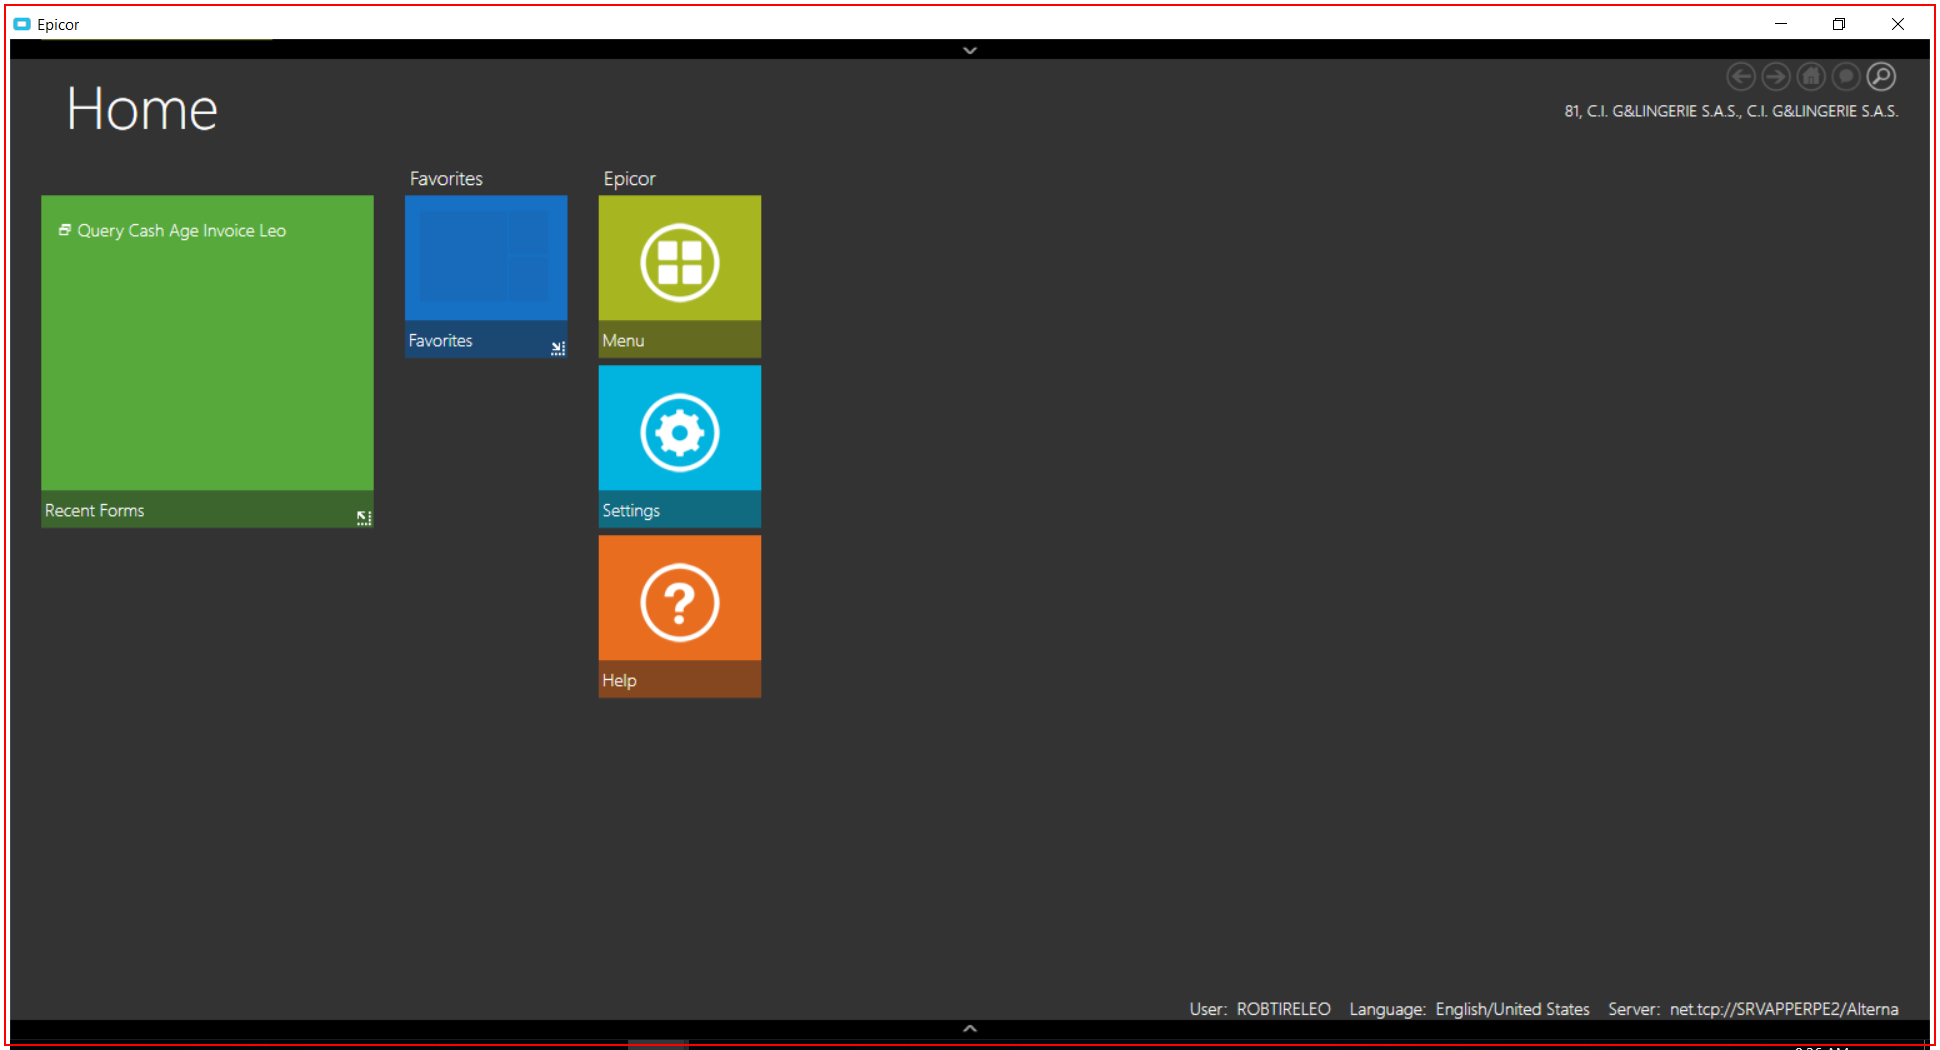 Epicor
Home
81, C.I. G&LINGERIE S.A.S., C.I. G&LINGERIE S.A.S.
Favorites
Epicor
Query Cash Age Invoice Leo
Favorites
Menu
Recent Forms
Settings
Help
User: ROBTIRELEO Language: English/United States Server: net.tcp://SRVAPPERPE2/Alterna